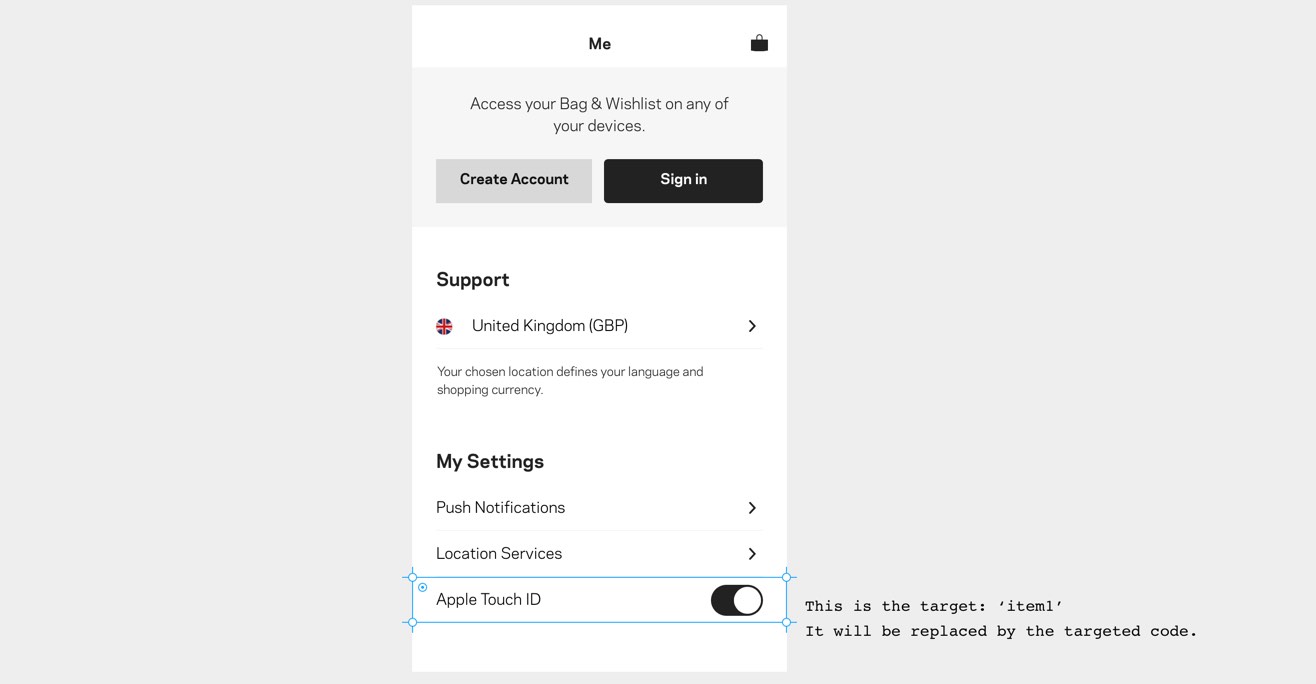 Me
Access your Bag & Wishlist on any of
your devices.
Create Account
Sign in
Support
United Kingdom (GBP)
Your chosen location defines your language and
shopping currency.
My Settings
Push Notifications
Location Services
Apple Touch ID
This is the target: ‘item1’
It will be replaced by the targeted code.